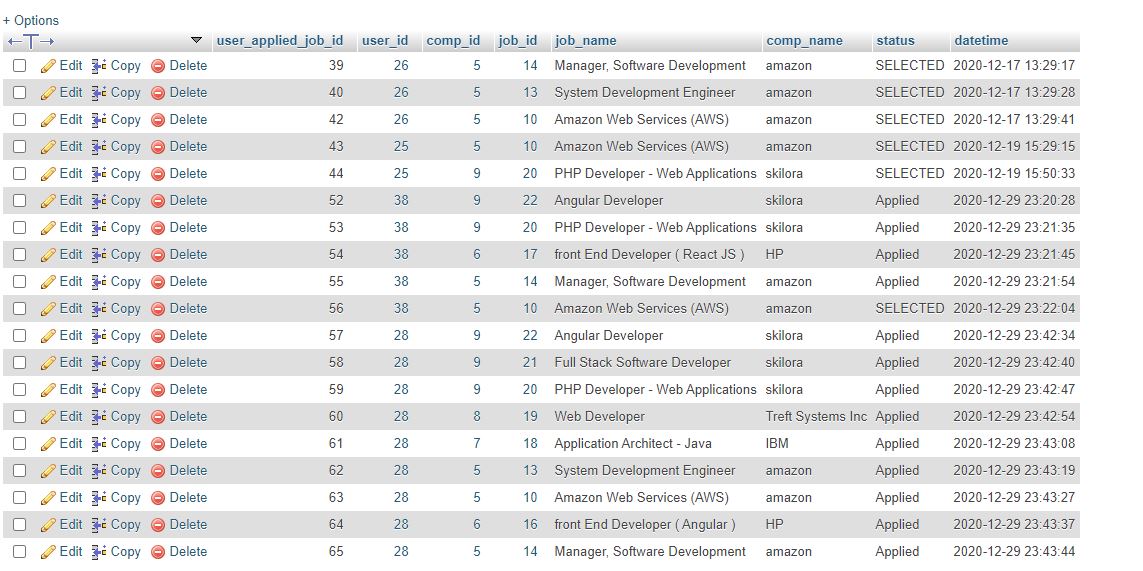 + Options
←T→ user_applied_job_id user_id comp_id job_id job_name comp_name status datetime
Edit Copy Delete 39 26 5 14 Manager, Software Development amazon SELECTED 2020-12-17 13:29:17
Edit Copy Delete 40 26 5 13 System Development Engineer amazon SELECTED 2020-12-17 13:29:28
Edit Copy Delete 42 26 5 10 Amazon Web Services (AWS) amazon SELECTED 2020-12-17 13:29:41
Edit Copy Delete 43 25 5 10 Amazon Web Services (AWS) amazon SELECTED 2020-12-19 15:29:15
Edit Copy Delete 44 25 9 20 PHP Developer - Web Applications skilora SELECTED 2020-12-19 15:50:33
Edit Copy Delete 52 38 9 22 Angular Developer skilora Applied 2020-12-29 23:20:28
Edit Copy Delete 53 38 9 20 PHP Developer - Web Applications skilora Applied 2020-12-29 23:21:35
Edit Copy Delete 54 38 6 17 front End Developer ( React JS ) HP Applied 2020-12-29 23:21:45
Edit Copy Delete 55 38 5 14 Manager, Software Development amazon Applied 2020-12-29 23:21:54
Edit Copy Delete 56 38 5 10 Amazon Web Services (AWS) amazon SELECTED 2020-12-29 23:22:04
Edit Copy Delete 57 28 9 22 Angular Developer skilora Applied 2020-12-29 23:42:34
Edit Copy Delete 58 28 9 21 Full Stack Software Developer skilora Applied 2020-12-29 23:42:40
Edit Copy Delete 59 28 9 20 PHP Developer - Web Applications skilora Applied 2020-12-29 23:42:47
Edit Copy Delete 60 28 8 19 Web Developer Treft Systems Inc Applied 2020-12-29 23:42:54
Edit Copy Delete 61 28 7 18 Application Architect - Java IBM Applied 2020-12-29 23:43:08
Edit Copy Delete 62 28 5 13 System Development Engineer amazon Applied 2020-12-29 23:43:19
Edit Copy Delete 63 28 5 10 Amazon Web Services (AWS) amazon Applied 2020-12-29 23:43:27
Edit Copy Delete 64 28 6 16 front End Developer ( Angular ) HP Applied 2020-12-29 23:43:37
Edit Copy Delete 65 28 5 14 Manager, Software Development amazon Applied 2020-12-29 23:43:44